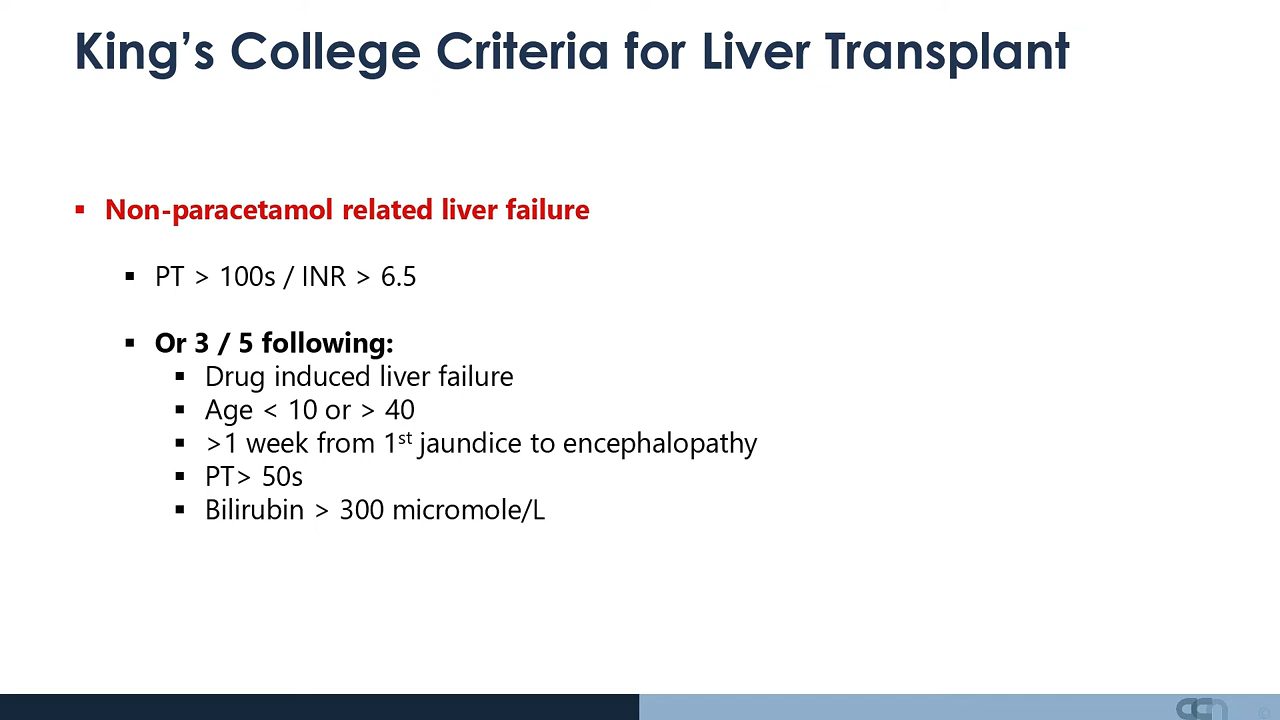 King's College Criteria for Liver Transplant
▪ Non-paracetamol related liver failure
▪ PT > 100s / INR > 6.5
▪ Or 3 / 5 following:
▪ Drug induced liver failure
▪ Age < 10 or > 40
▪ >1 week from 1st jaundice to encephalopathy
▪ PT> 50s
▪ Bilirubin > 300 micromole/L